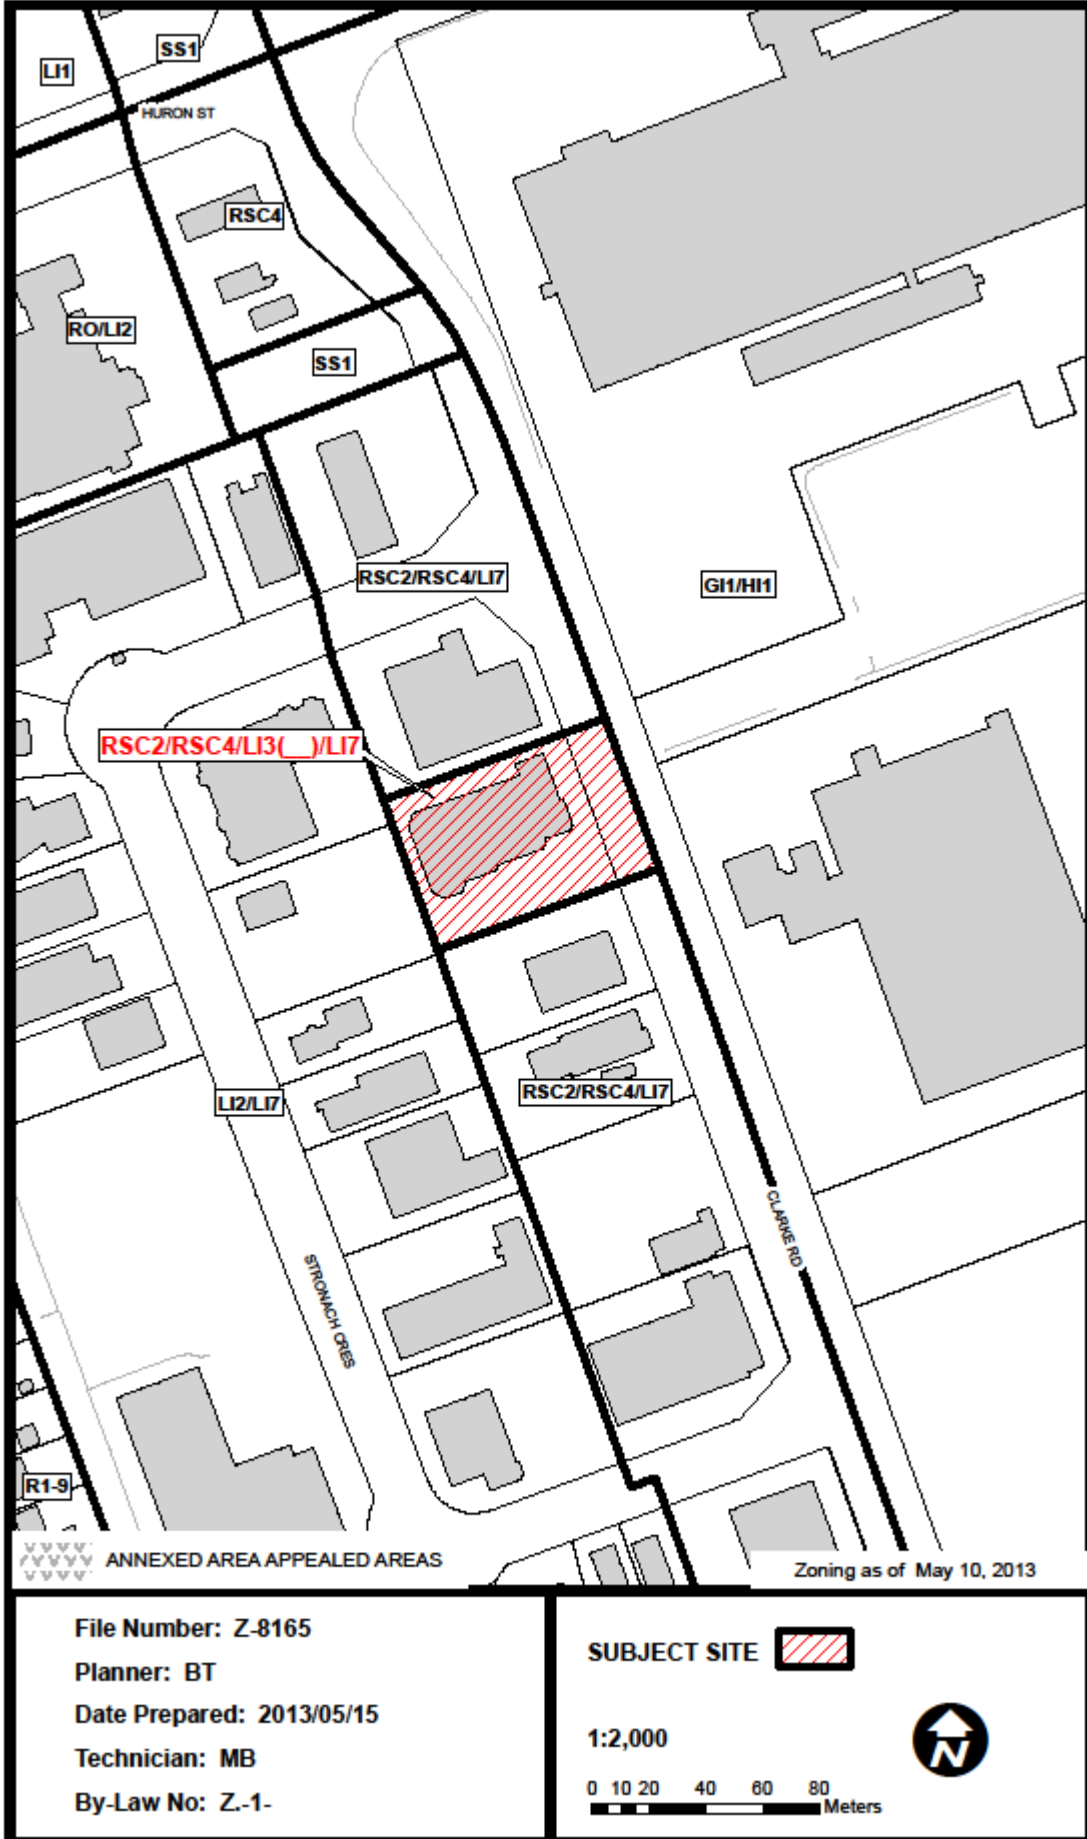 SS1
LI1
HURON ST
RSC4
RO/LI2
SS1
RSC2/RSC4/LI7
GI1/HI1
RSC2/RSC4/LI3(__)/LI7
RSC2/RSC4/LI7
LI2/LI7
CLARKE RD
STRONACH CRES
R1-9
ANNEXED AREA APPEALED AREAS
Zoning as of May 10, 2013
File Number: Z-8165
Planner: BT
Date Prepared: 2013/05/15
Technician: MB
By-Law No: Z.-1-
SUBJECT SITE
1:2,000
N
0 10 20 40 60 80
Meters